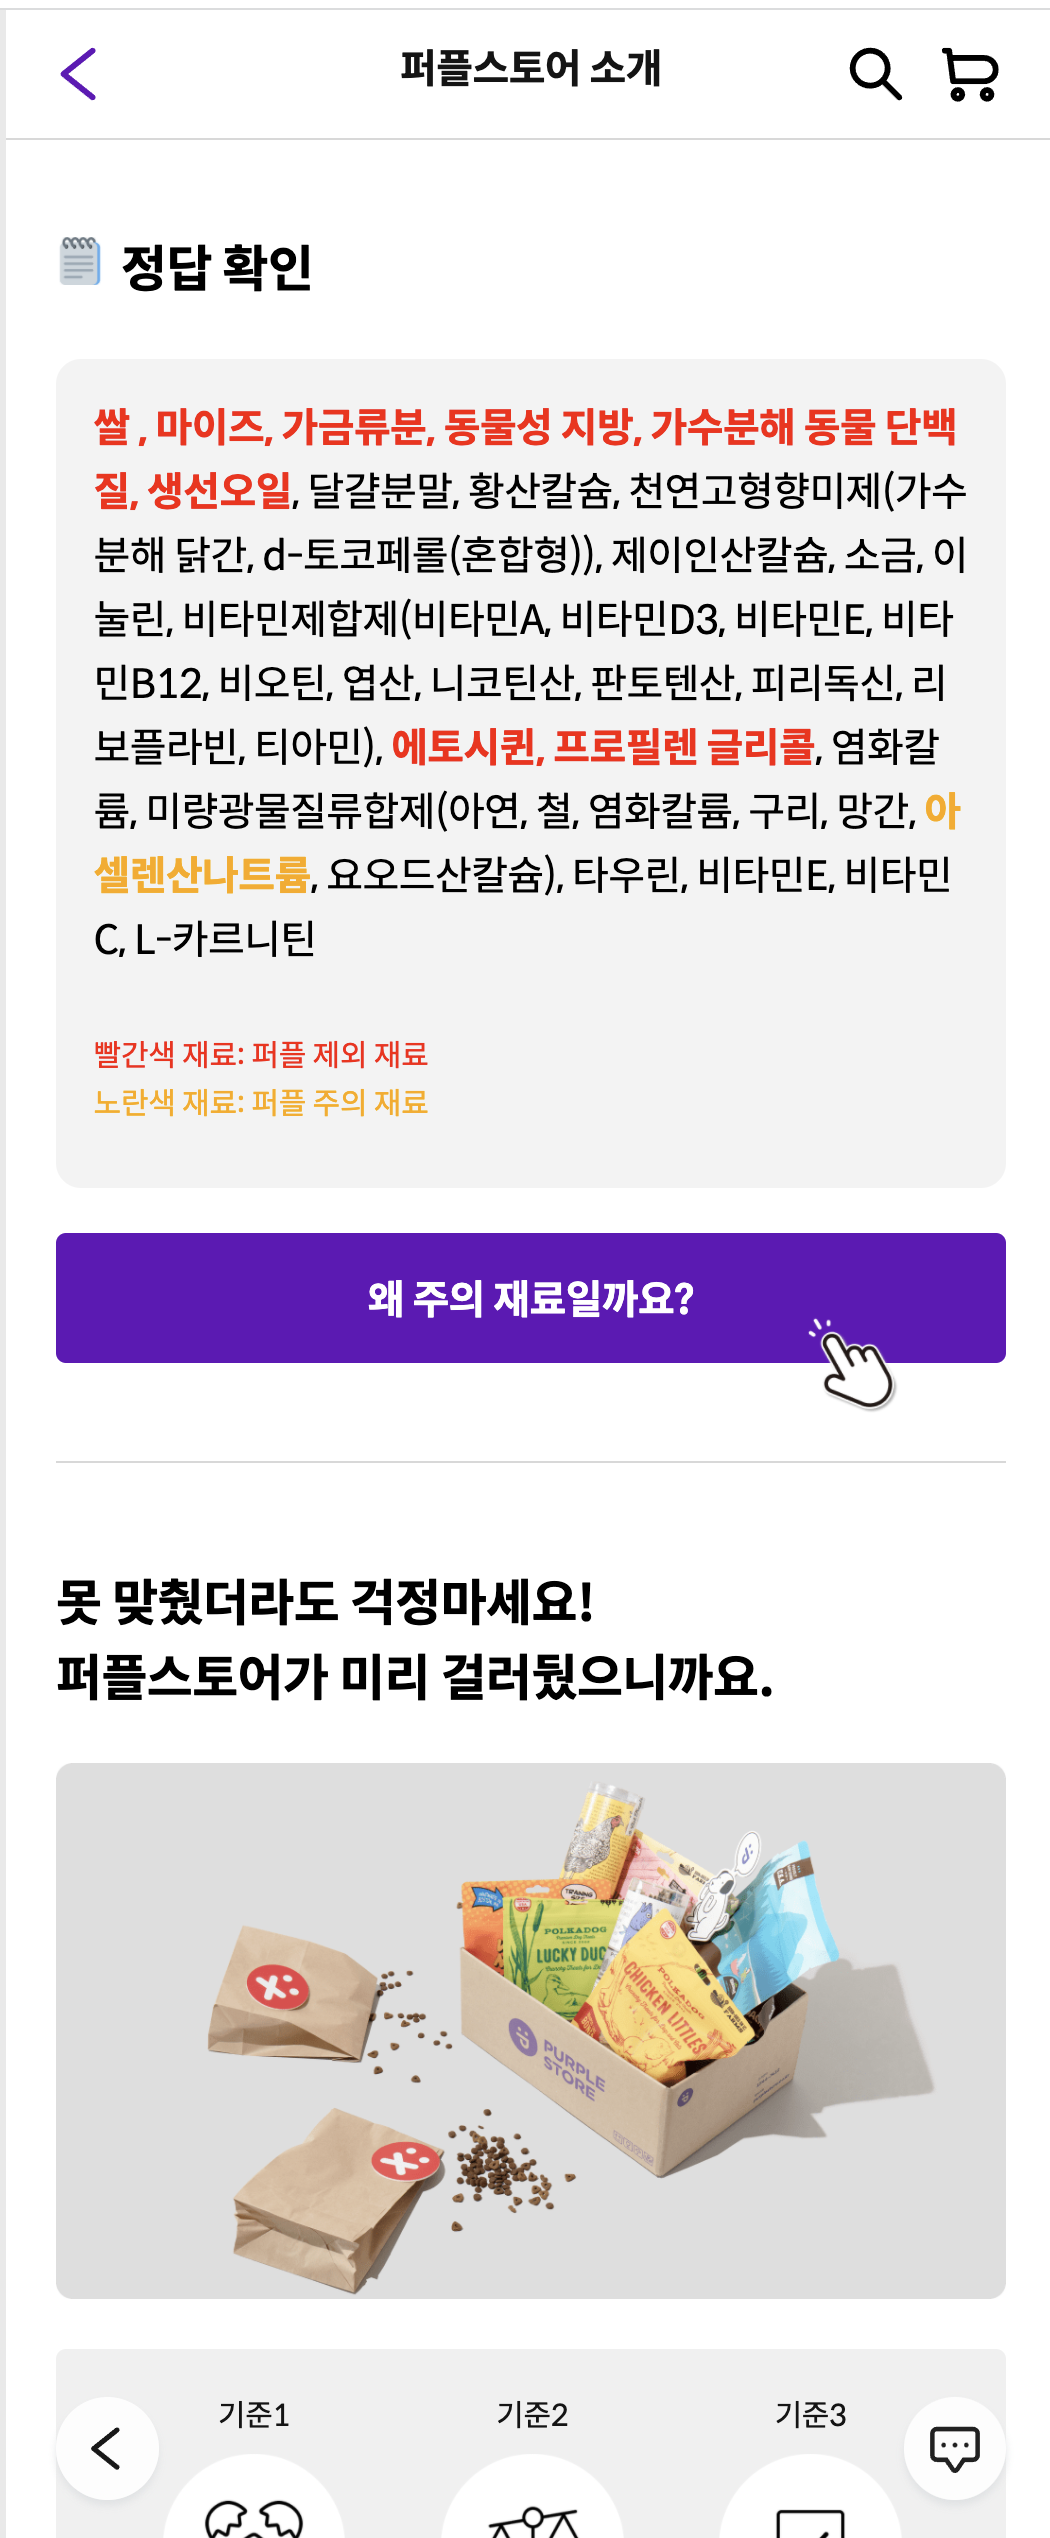 퍼플스토어 소개
정답 확인
쌀 , 마이즈, 가금류분, 동물성 지방, 가수분해 동물 단백
질, 생선오일, 달걀분말, 황산칼슘, 천연고형향미제(가수
분해 닭간, d-토코페롤(혼합형)), 제이인산칼슘, 소금, 이
눌린, 비타민제합제(비타민A, 비타민D3, 비타민E, 비타
민B12, 비오틴, 엽산, 니코틴산, 판토텐산, 피리독신, 리
보플라빈, 티아민), 에토시퀸, 프로필렌 글리콜, 염화칼
륨, 미량광물질류합제(아연, 철, 염화칼륨, 구리, 망간, 아
셀렌산나트륨, 요오드산칼슘), 타우린, 비타민E, 비타민
C, L-카르니틴
빨간색 재료: 퍼플 제외 재료
노란색 재료: 퍼플 주의 재료
왜 주의 재료일까요?
못 맞췄더라도 걱정마세요!
퍼플스토어가 미리 걸러뒀으니까요.
TRAINING
POLKADOG
LUCKY DUC
POLKADOG
CHICKEN LITTLES
PURPLE
STORE
기준1
기준2
기준3